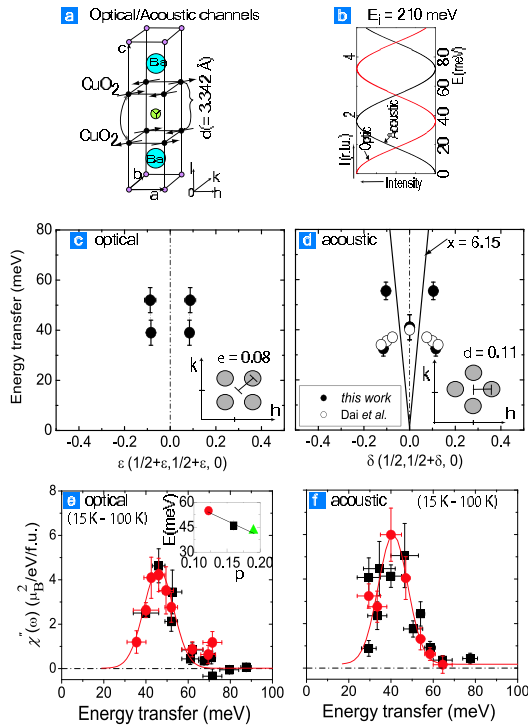 a Optical/Acoustic channels
c
Ba
CuO2
Y
CuO2
d(= 3.342 Å)
Ba
b
a
l
k
0 h
b Ei = 210 meV
4
2
l(r.l.u.)
Optic
Acoustic
0 20 40 60 80
E(meV)
Intensity
c optical
Energy transfer (meV)
80
60
40
20
0
-0.4 -0.2 0.0 0.2 0.4
ε (1/2+ε,1/2+ε, 0)
e = 0.08
k
h
d acoustic
x = 6.15
d = 0.11
k
h
this work
Dai et al.
-0.4 -0.2 0.0 0.2 0.4
δ (1/2,1/2+δ, 0)
e optical
(15 K - 100 K)
E(meV)
60
45
30
0.10 0.15 0.20
p
χ″(ω) (μB²/eV/f.u.)
8
6
4
2
0
0 20 40 60 80 100
Energy transfer (meV)
f acoustic
(15 K - 100 K)
0 20 40 60 80 100
Energy transfer (meV)